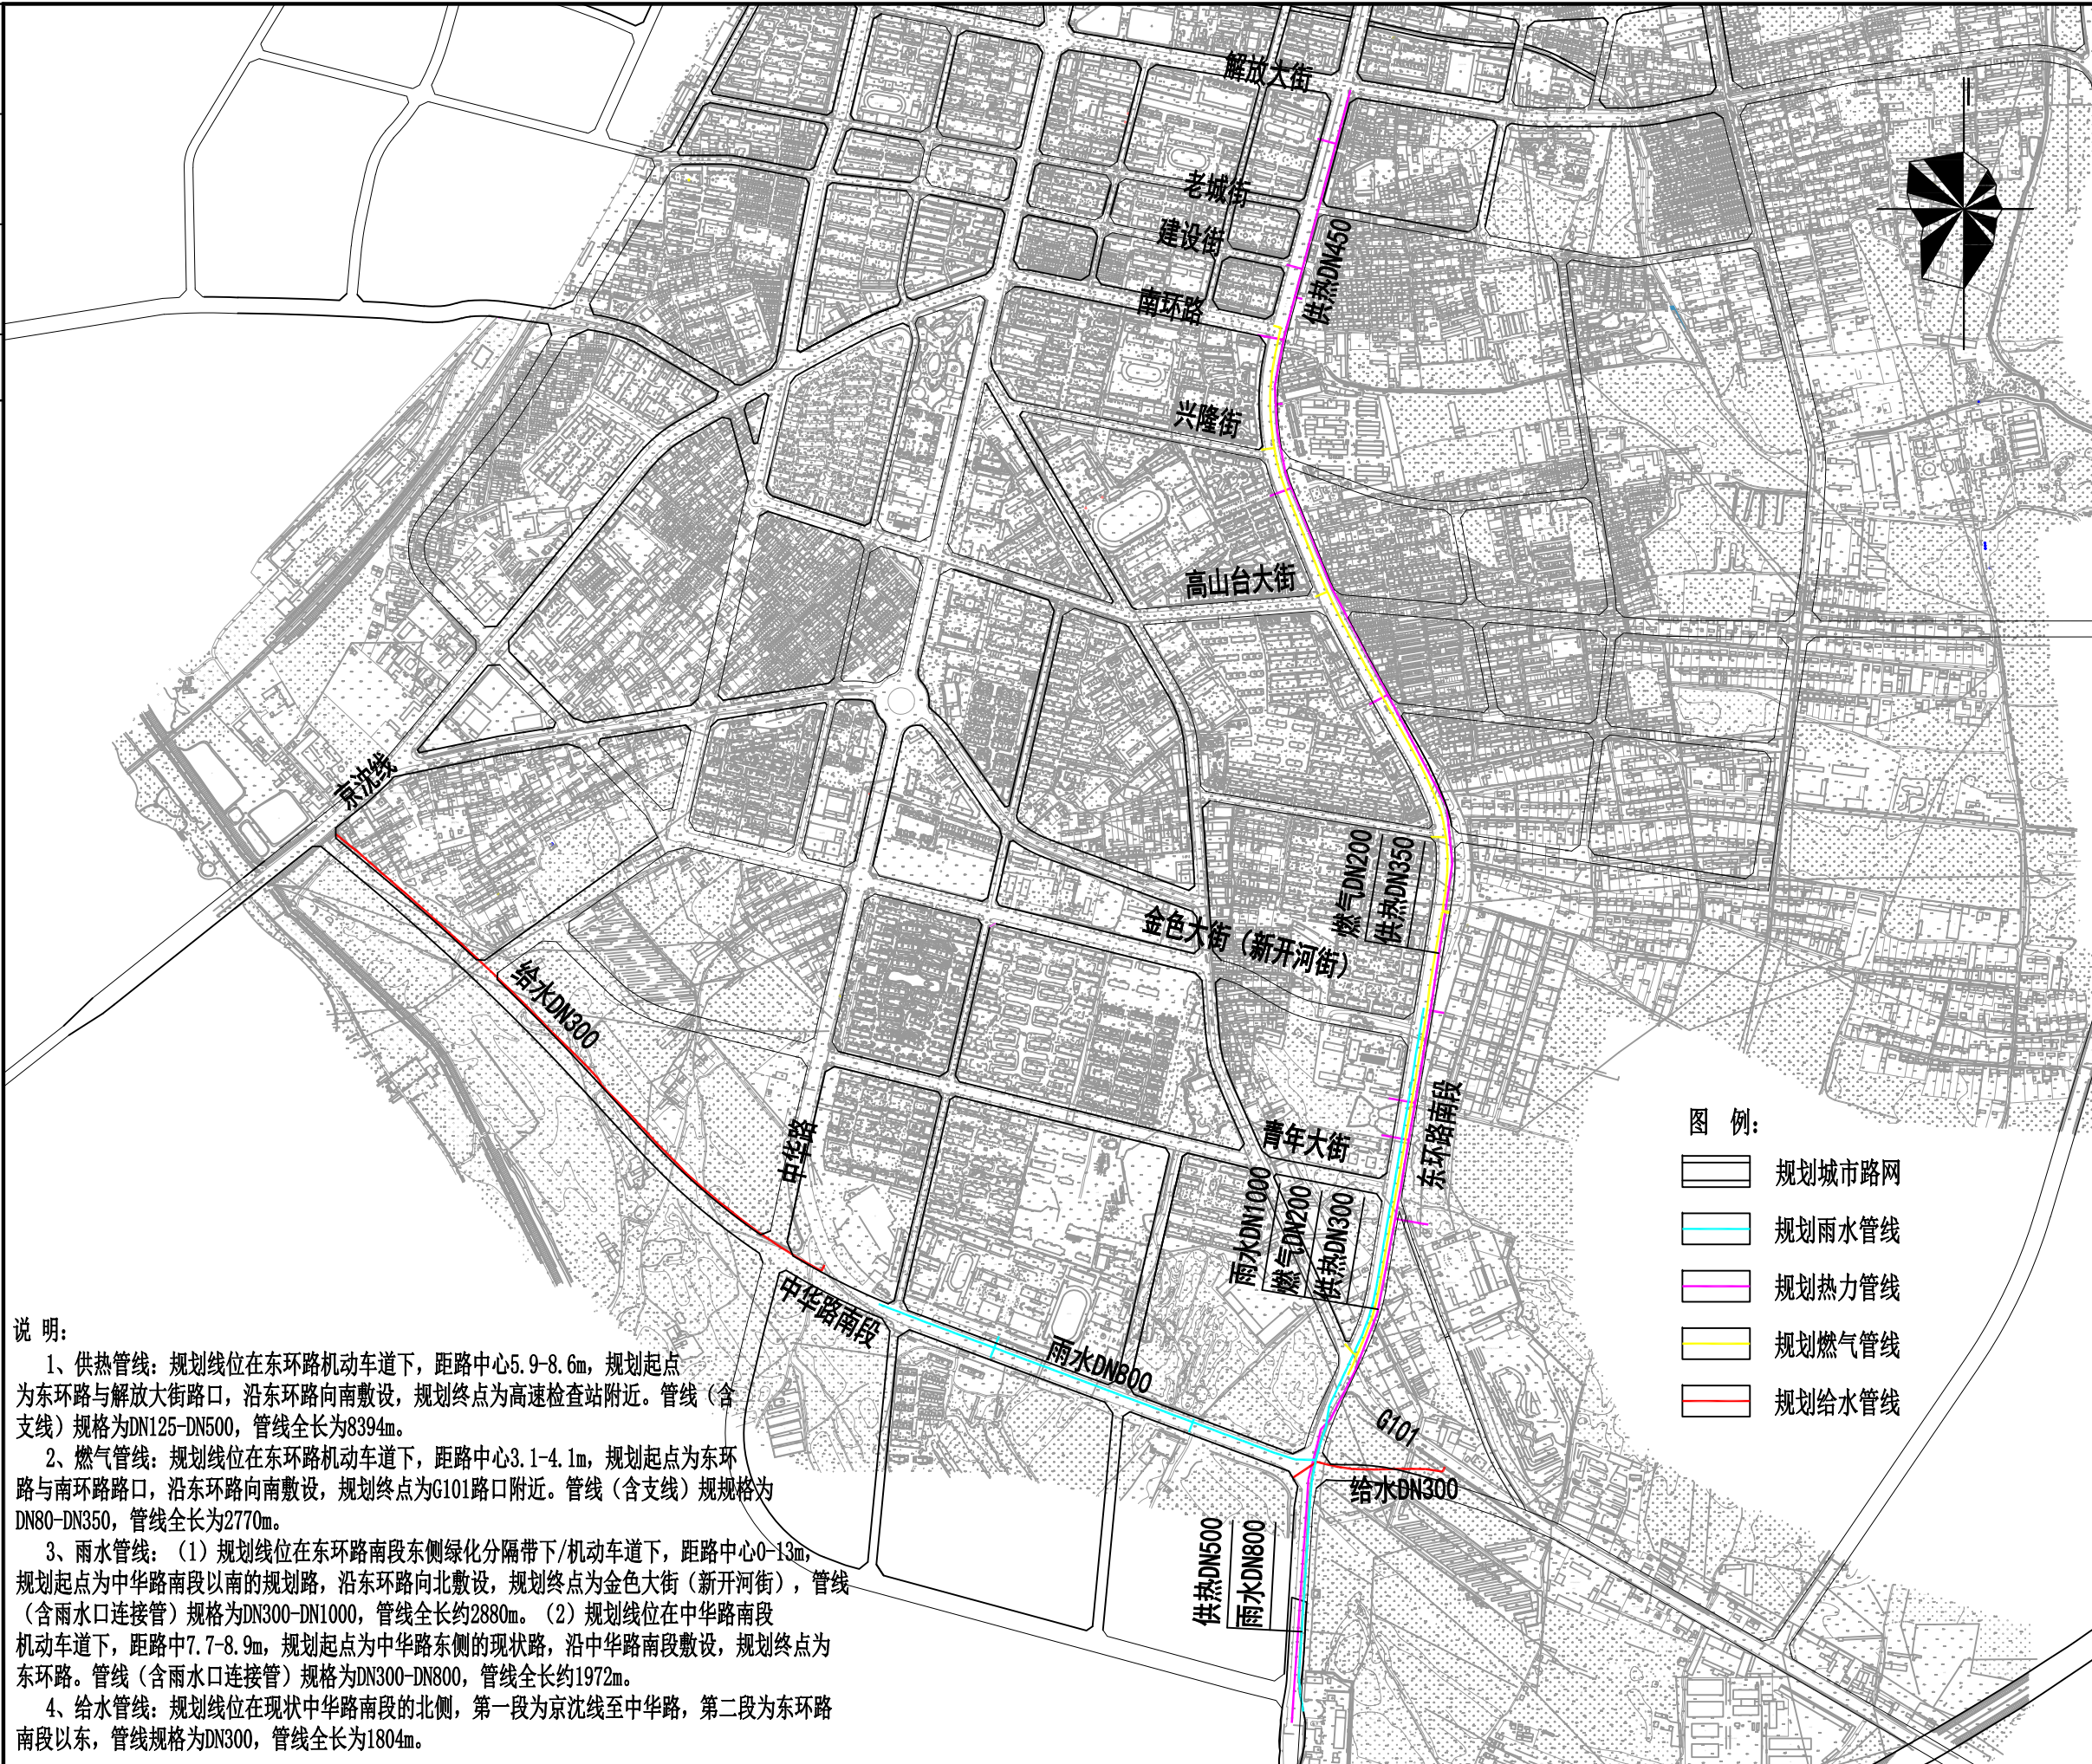 解放大街
老城街
建设街
供热DN450
南环路
兴隆街
高山台大街
京沈线
燃气DN200
供热DN350
金色大街（新开河街）
给水DN300
中华路
青年大街
东环路南段
雨水DN1000
燃气DN200
供热DN300
中华路南段
雨水DN800
G101
给水DN300
供热DN500
雨水DN800
图 例：
规划城市路网
规划雨水管线
规划热力管线
规划燃气管线
规划给水管线
说 明：
1、供热管线：规划线位在东环路机动车道下，距路中心5.9-8.6m，规划起点
为东环路与解放大街路口，沿东环路向南敷设，规划终点为高速检查站附近。管线（含
支线）规格为DN125-DN500，管线全长为8394m。
2、燃气管线：规划线位在东环路机动车道下，距路中心3.1-4.1m，规划起点为东环
路与南环路路口，沿东环路向南敷设，规划终点为G101路口附近。管线（含支线）规规格为
DN80-DN350，管线全长为2770m。
3、雨水管线：（1）规划线位在东环路南段东侧绿化分隔带下/机动车道下，距路中心0-13m，
规划起点为中华路南段以南的规划路，沿东环路向北敷设，规划终点为金色大街（新开河街），管线
（含雨水口连接管）规格为DN300-DN1000，管线全长约2880m。（2）规划线位在中华路南段
机动车道下，距路中7.7-8.9m，规划起点为中华路东侧的现状路，沿中华路南段敷设，规划终点为
东环路。管线（含雨水口连接管）规格为DN300-DN800，管线全长约1972m。
4、给水管线：规划线位在现状中华路南段的北侧，第一段为京沈线至中华路，第二段为东环路
南段以东，管线规格为DN300，管线全长为1804m。